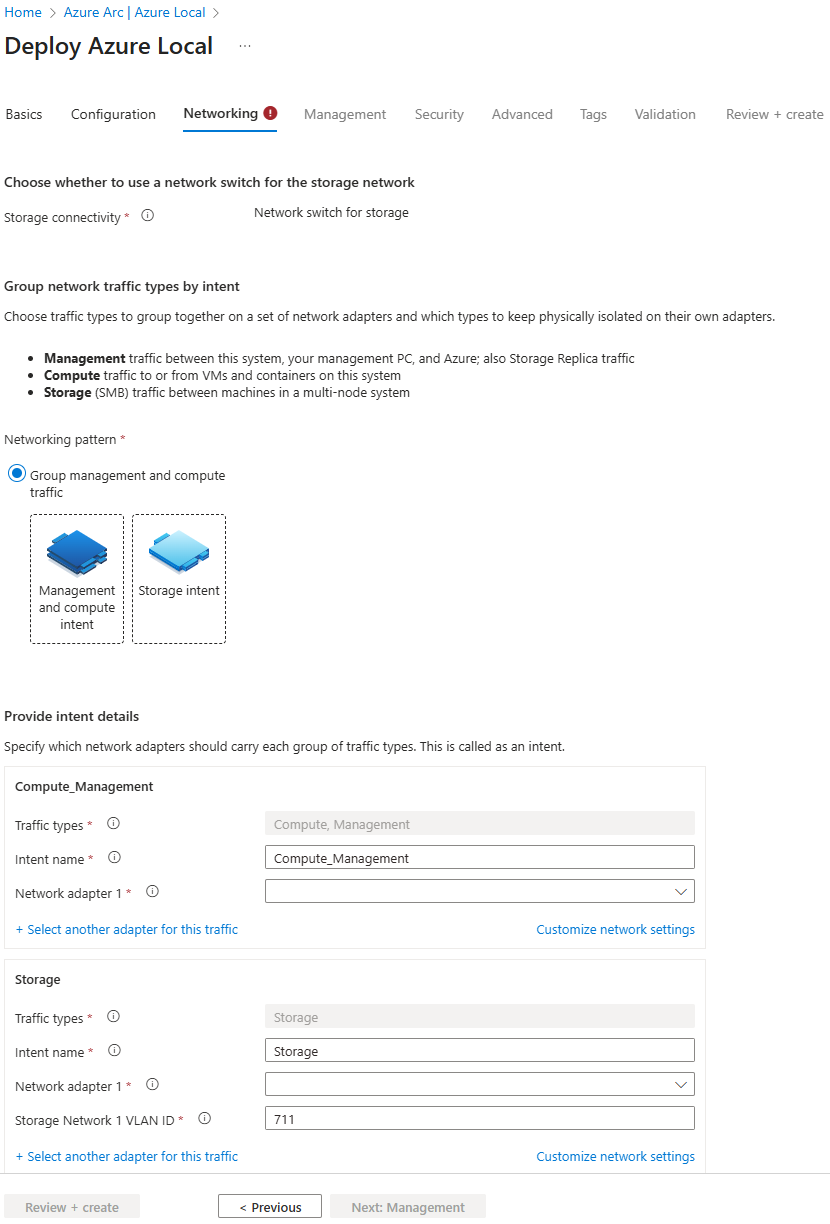 Home > Azure Arc | Azure Local >
Deploy Azure Local ...
Basics Configuration Networking ! Management Security Advanced Tags Validation Review + create
Choose whether to use a network switch for the storage network
Storage connectivity * Network switch for storage
Group network traffic types by intent
Choose traffic types to group together on a set of network adapters and which types to keep physically isolated on their own adapters.
• Management traffic between this system, your management PC, and Azure; also Storage Replica traffic
• Compute traffic to or from VMs and containers on this system
• Storage (SMB) traffic between machines in a multi-node system
Networking pattern *
Group management and compute
traffic
Management
and compute
intent
Storage intent
Provide intent details
Specify which network adapters should carry each group of traffic types. This is called as an intent.
Compute_Management
Traffic types * Compute, Management
Intent name * Compute_Management
Network adapter 1 *
+ Select another adapter for this traffic Customize network settings
Storage
Traffic types * Storage
Intent name * Storage
Network adapter 1 *
Storage Network 1 VLAN ID * 711
+ Select another adapter for this traffic Customize network settings
Review + create < Previous Next: Management